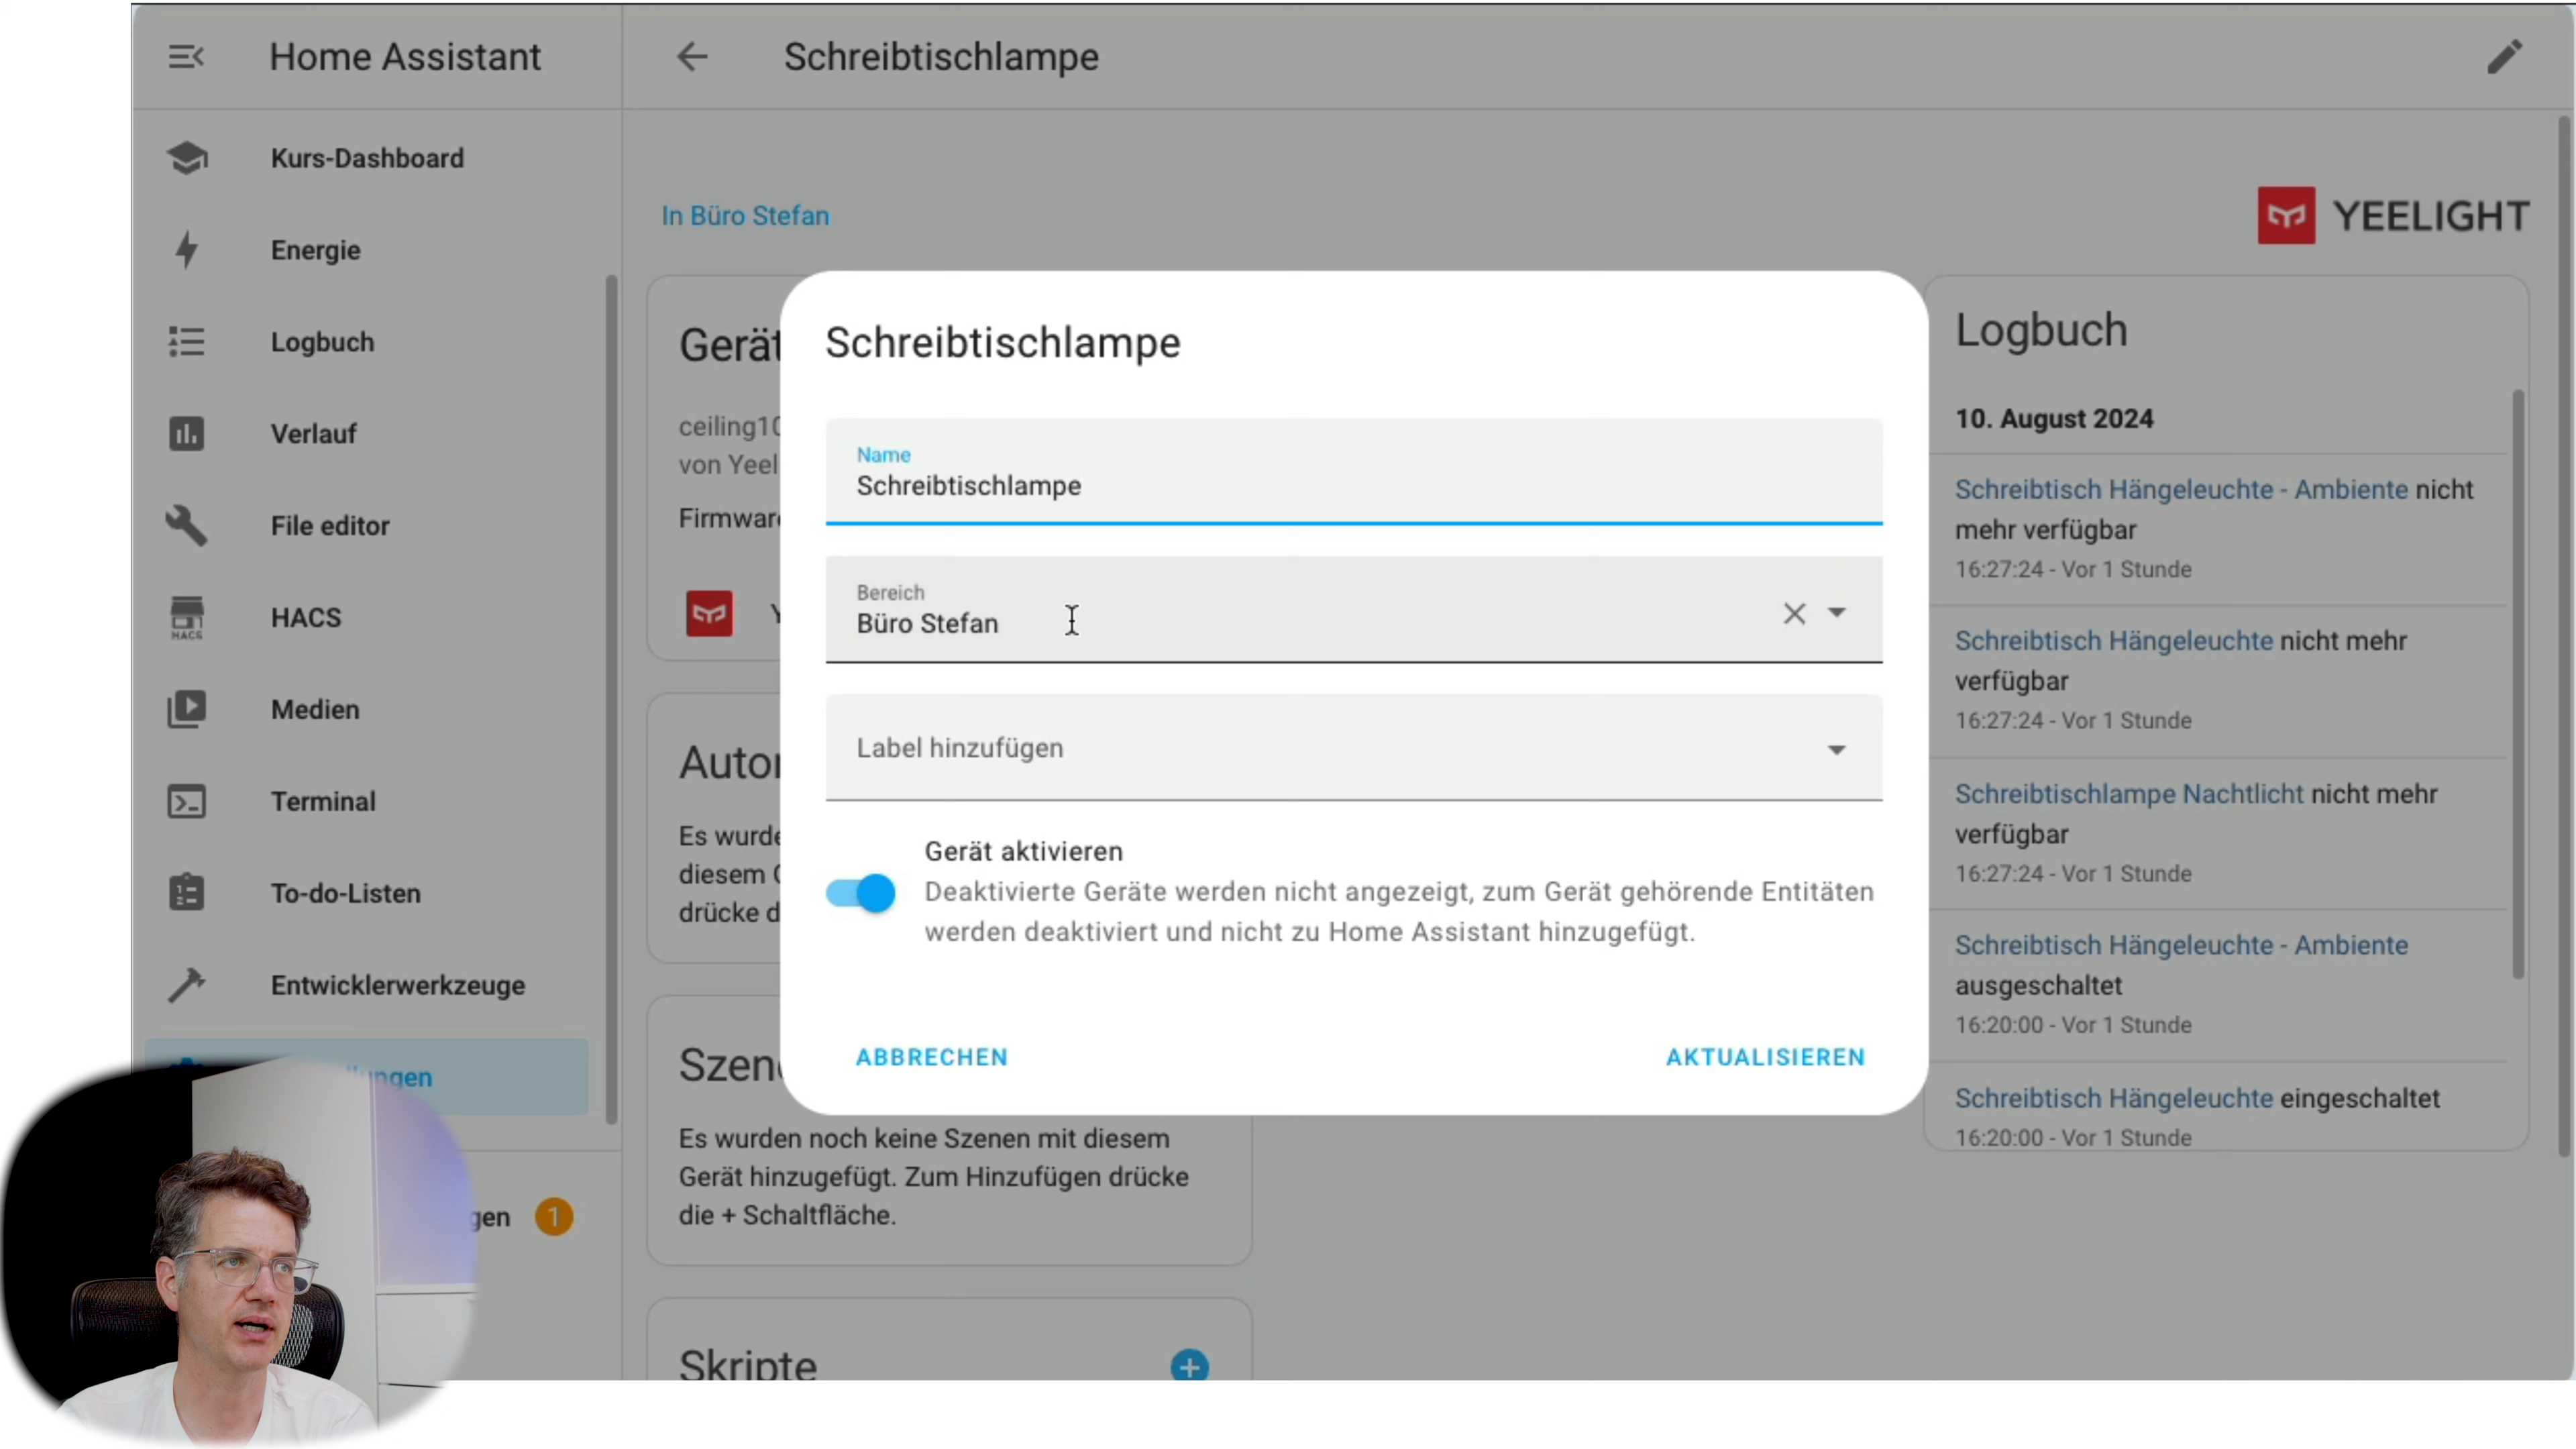 Home Assistant
Schreibtischlampe
Kurs-Dashboard
Energie
Logbuch
Verlauf
File editor
HACS
HACS
Medien
Terminal
To-do-Listen
Entwicklerwerkzeuge
1
In Büro Stefan
YEELIGHT
ceiling10
von Yeel
Es wurde
drücke d
Schreibtischlampe
Name
Schreibtischlampe
Bereich
Büro Stefan
Label hinzufügen
Gerät aktivieren
Deaktivierte Geräte werden nicht angezeigt, zum Gerät gehörende Entitäten
werden deaktiviert und nicht zu Home Assistant hinzugefügt.
ABBRECHEN
AKTUALISIEREN
Es wurden noch keine Szenen mit diesem
Gerät hinzugefügt. Zum Hinzufügen drücke
die + Schaltfläche.
Skripte
Logbuch
10. August 2024
Schreibtisch Hängeleuchte - Ambiente nicht
mehr verfügbar
16:27:24 - Vor 1 Stunde
Schreibtisch Hängeleuchte nicht mehr
verfügbar
16:27:24 - Vor 1 Stunde
Schreibtischlampe Nachtlicht nicht mehr
verfügbar
16:27:24 - Vor 1 Stunde
Schreibtisch Hängeleuchte - Ambiente
ausgeschaltet
16:20:00 - Vor 1 Stunde
Schreibtisch Hängeleuchte eingeschaltet
16:20:00 - Vor 1 Stunde